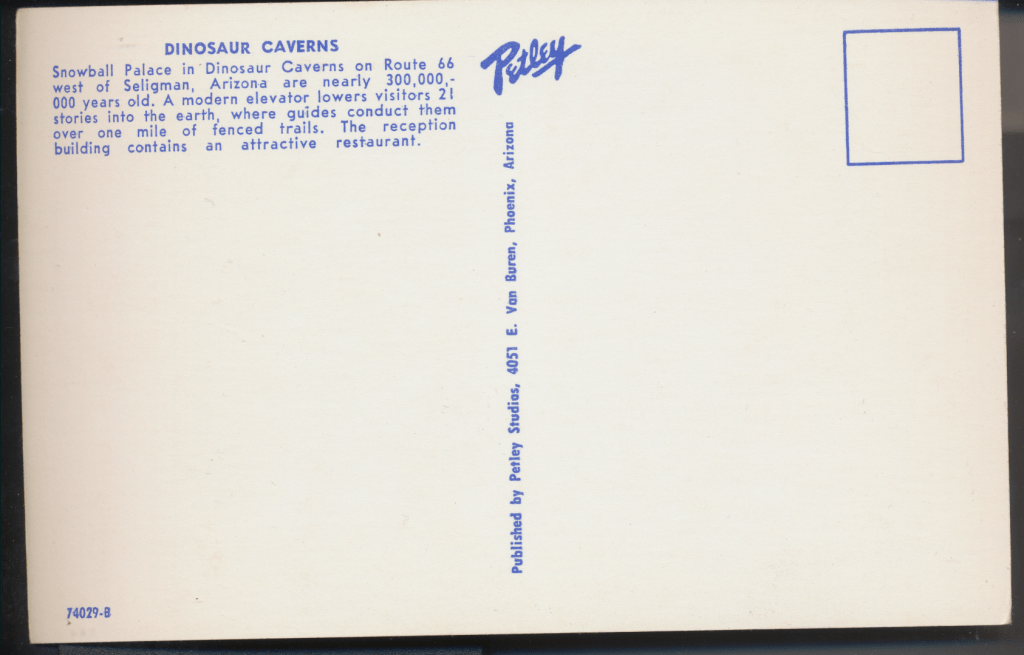 DINOSAUR CAVERNS
Snowball Palace in Dinosaur Caverns on Route 66
west of Seligman, Arizona are nearly 300,000,-
000 years old. A modern elevator lowers visitors 21
stories into the earth, where guides conduct them
over one mile of fenced trails. The reception
building contains an attractive restaurant.
Petley
Published by Petley Studios, 4051 E. Van Buren, Phoenix, Arizona
74029-B